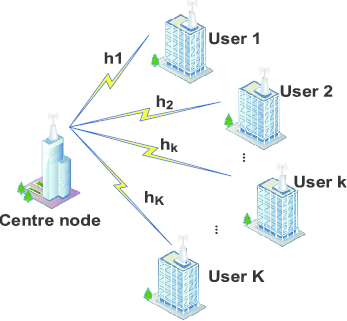 User 1
h1
User 2
h2
hk
...
User k
Centre node
hK
...
User K